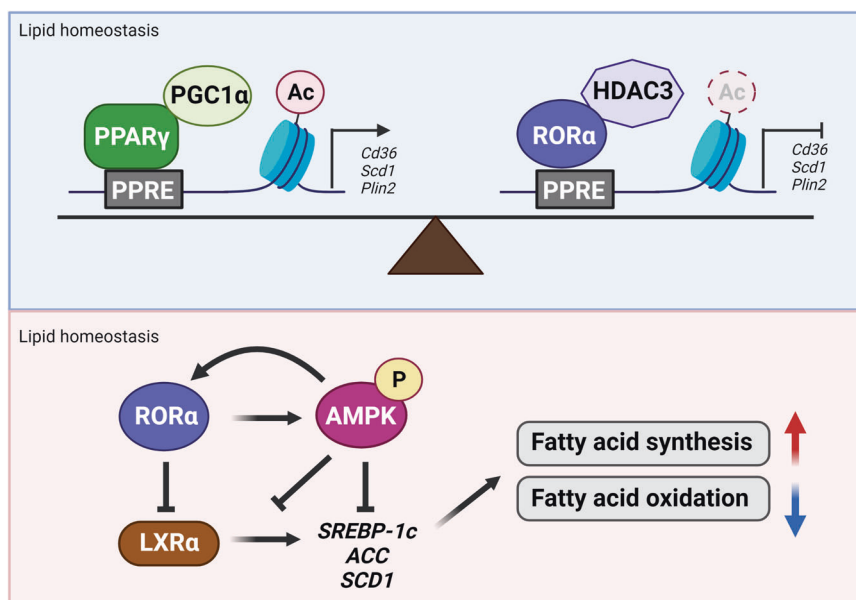 Lipid homeostasis
PGC1α
PPARγ
PPRE
Ac
Cd36
Scd1
Plin2
HDAC3
RORα
PPRE
Ac
Cd36
Scd1
Plin2
Lipid homeostasis
RORα
AMPK
P
LXRα
SREBP-1c
ACC
SCD1
Fatty acid synthesis
Fatty acid oxidation